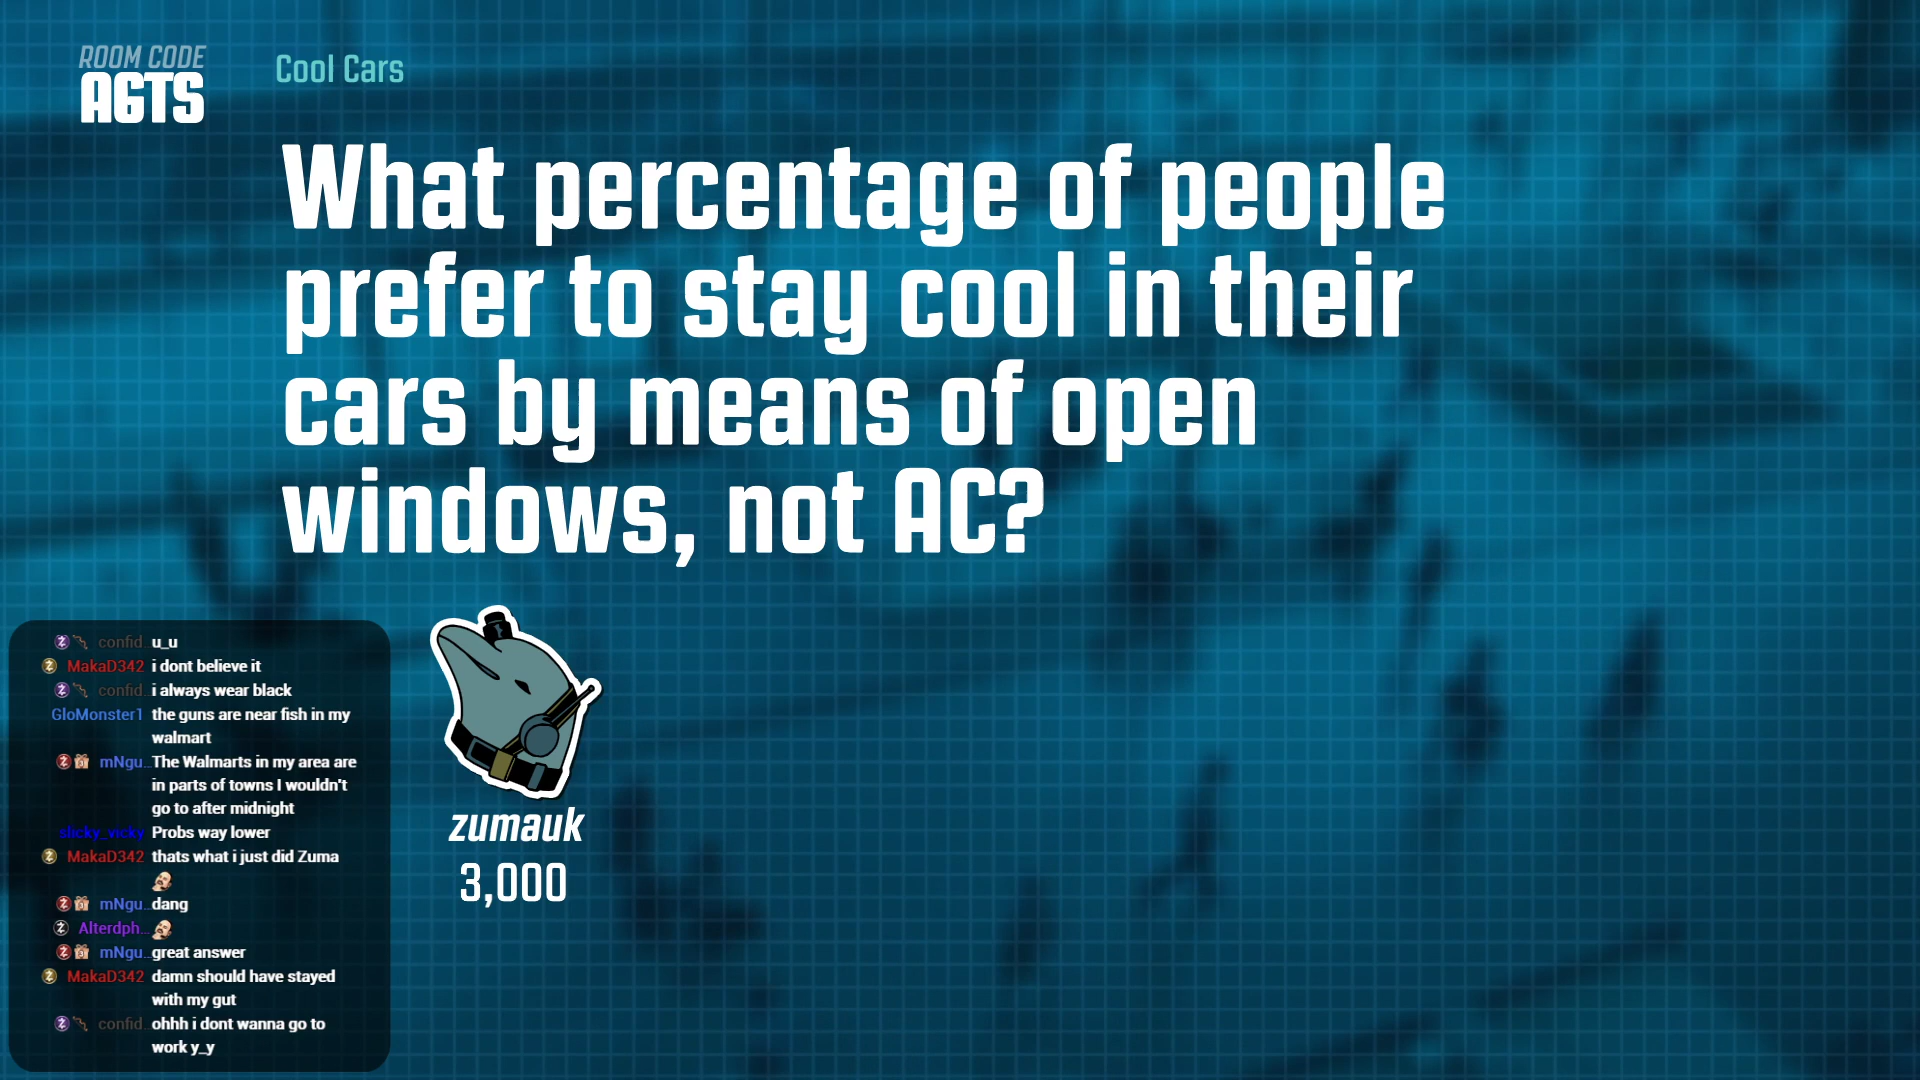 ROOM CODE
AGTS
Cool Cars
What percentage of people
prefer to stay cool in their
cars by means of open
windows, not AC?
zumauk
3,000
confid... u_u
MakaD342 i dont believe it
confid... i always wear black
GloMonster1 the guns are near fish in my
walmart
mNgu... The Walmarts in my area are
in parts of towns I wouldn't
go to after midnight
slicky_vicky Probs way lower
MakaD342 thats what i just did Zuma
mNgu... dang
Alterdph...
mNgu... great answer
MakaD342 damn should have stayed
with my gut
confid... ohhh i dont wanna go to
work y_y